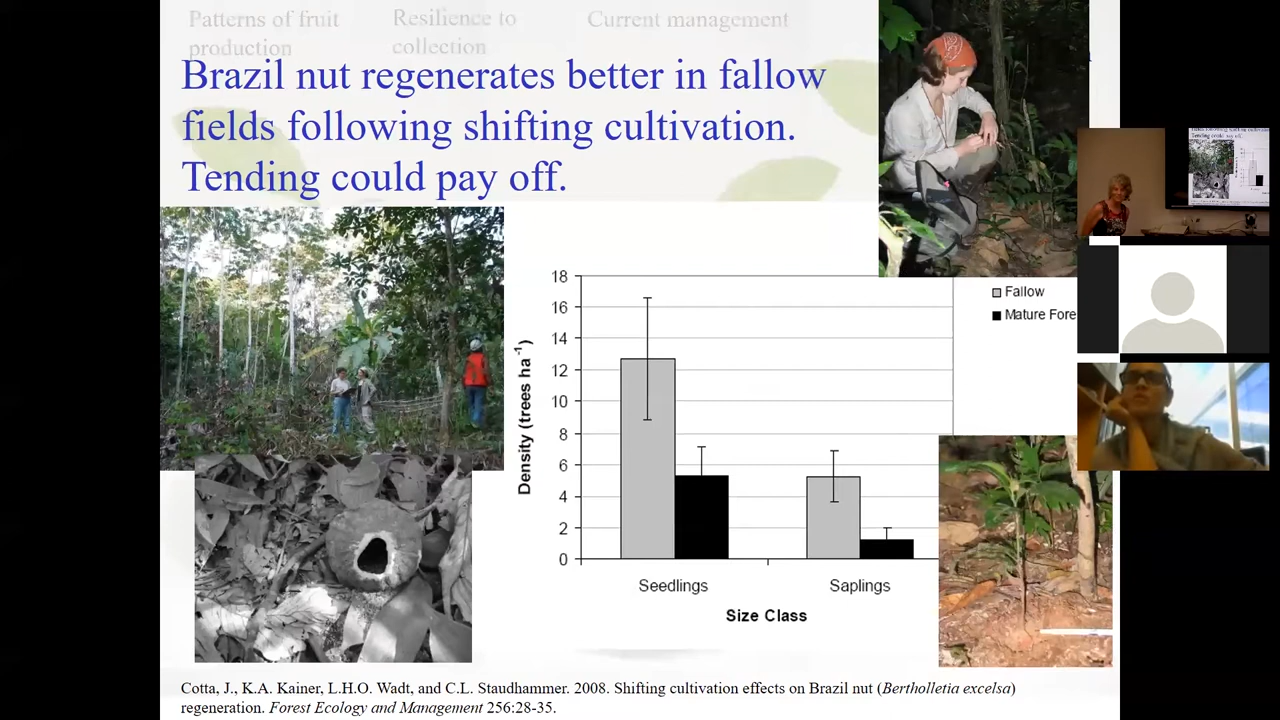 Patterns of fruit
production
Resilience to
collection
Current management
Brazil nut regenerates better in fallow
fields following shifting cultivation.
Tending could pay off.
18
16
14
12
10
8
6
4
2
0
Density (trees ha⁻¹)
Seedlings
Saplings
Size Class
Fallow
Mature Fore
Cotta, J., K.A. Kainer, L.H.O. Wadt, and C.L. Staudhammer. 2008. Shifting cultivation effects on Brazil nut (Bertholletia excelsa)
regeneration. Forest Ecology and Management 256:28-35.